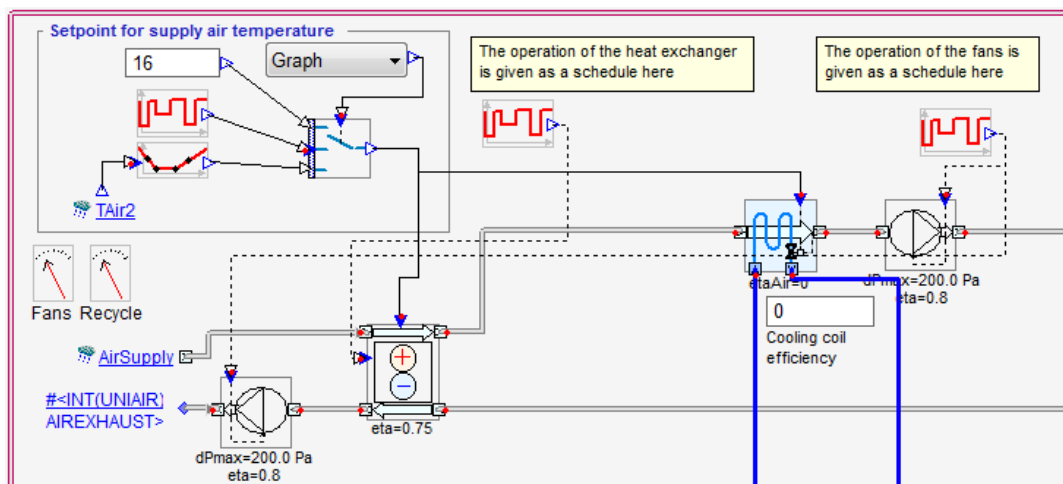 Setpoint for supply air temperature
16
Graph
The operation of the heat exchanger
is given as a schedule here
The operation of the fans is
given as a schedule here
TAir2
Fans
Recycle
etaAir=0
dPmax=200.0 Pa
eta=0.8
0
Cooling coil
efficiency
AirSupply
#<INT(UNIAIR)
AIREXHAUST>
eta=0.75
dPmax=200.0 Pa
eta=0.8